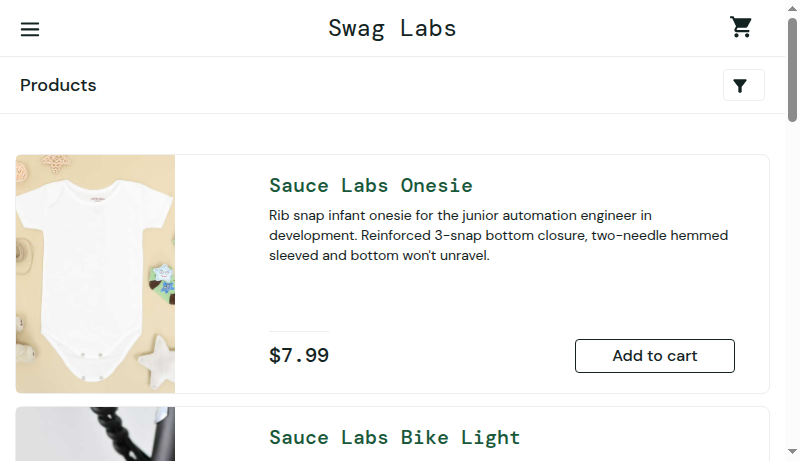 Swag Labs
Products
Sauce Labs Onesie
Rib snap infant onesie for the junior automation engineer in
development. Reinforced 3-snap bottom closure, two-needle hemmed
sleeved and bottom won't unravel.
$7.99
Add to cart
Sauce Labs Bike Light